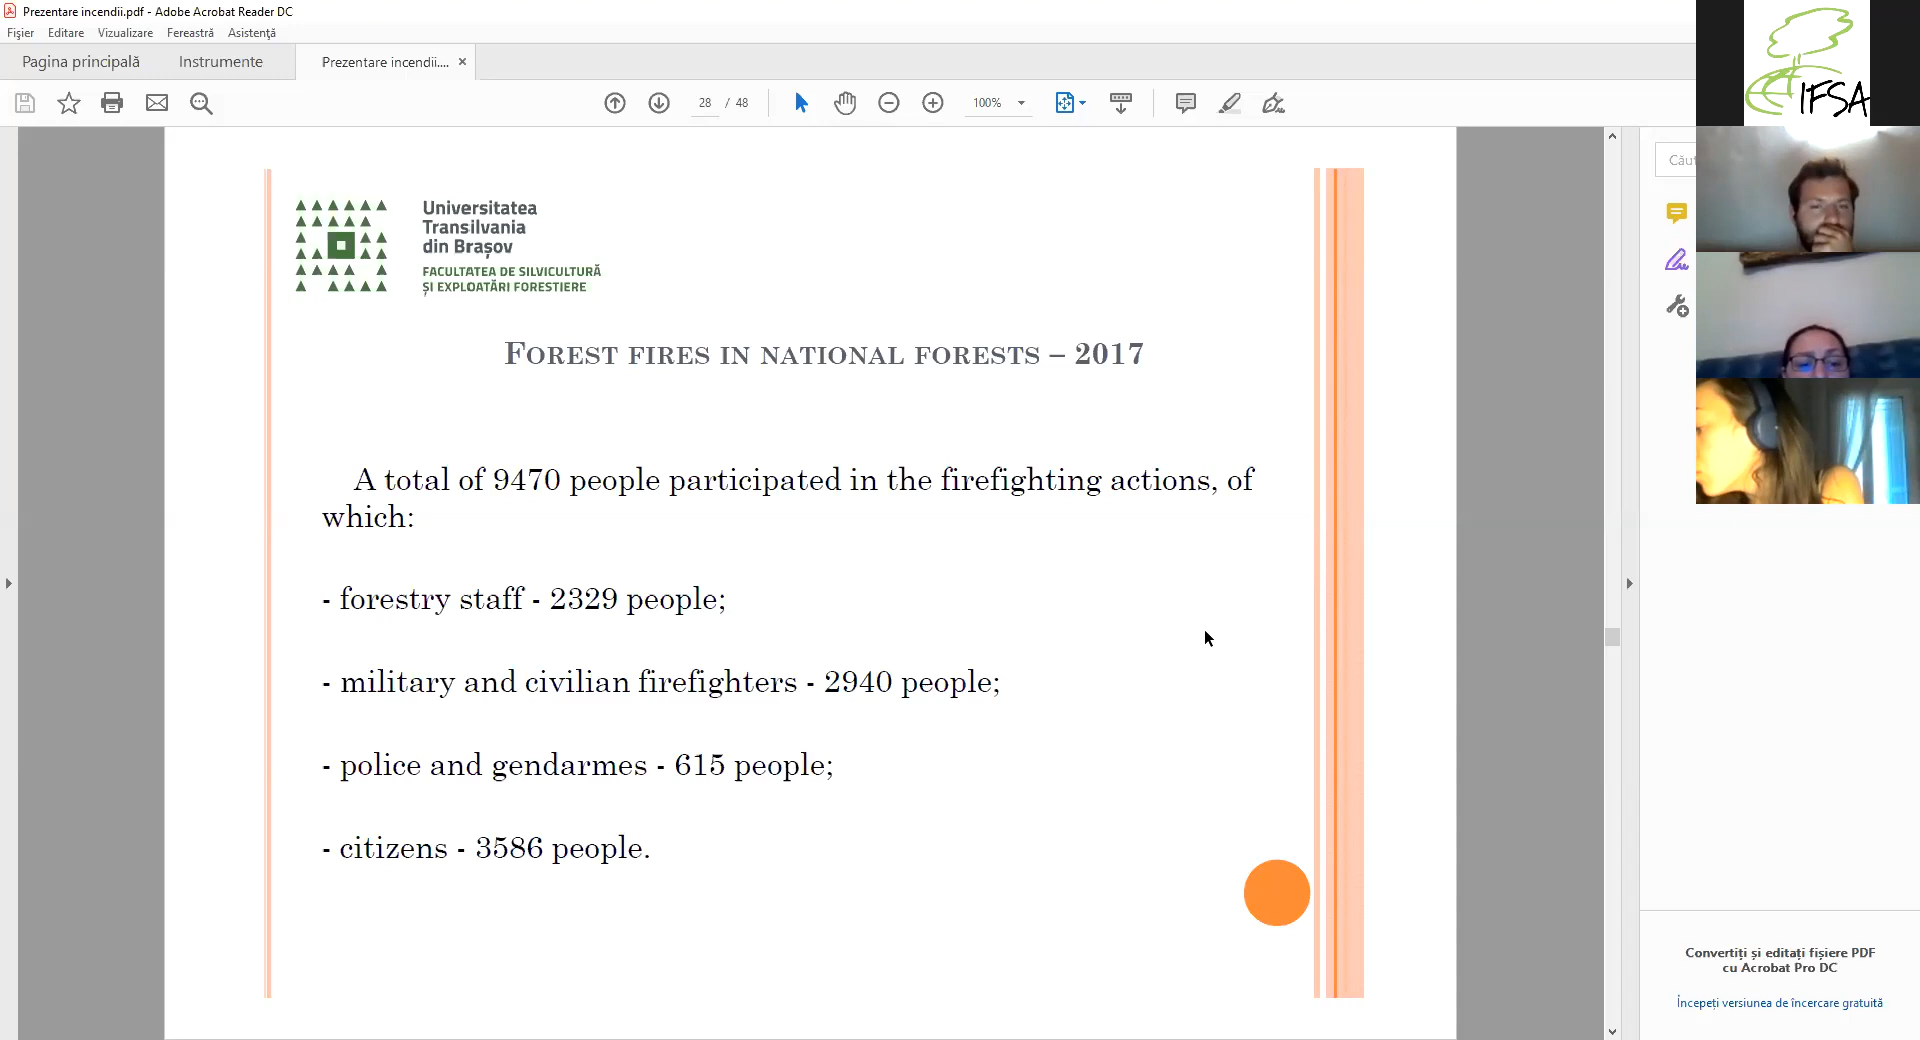 Prezentare incendii.pdf - Adobe Acrobat Reader DC
Fișier Editare Vizualizare Fereastră Asistență
Pagina principală Instrumente Prezentare incendii.... ×
28 / 48 100%
IFSA
Cău
Universitatea
Transilvania
din Brașov
FACULTATEA DE SILVICULTURĂ
ȘI EXPLOATĂRI FORESTIERE
FOREST FIRES IN NATIONAL FORESTS – 2017
A total of 9470 people participated in the firefighting actions, of
which:
- forestry staff - 2329 people;
- military and civilian firefighters - 2940 people;
- police and gendarmes - 615 people;
- citizens - 3586 people.
Convertiți și editați fișiere PDF
cu Acrobat Pro DC
Începeți versiunea de încercare gratuită